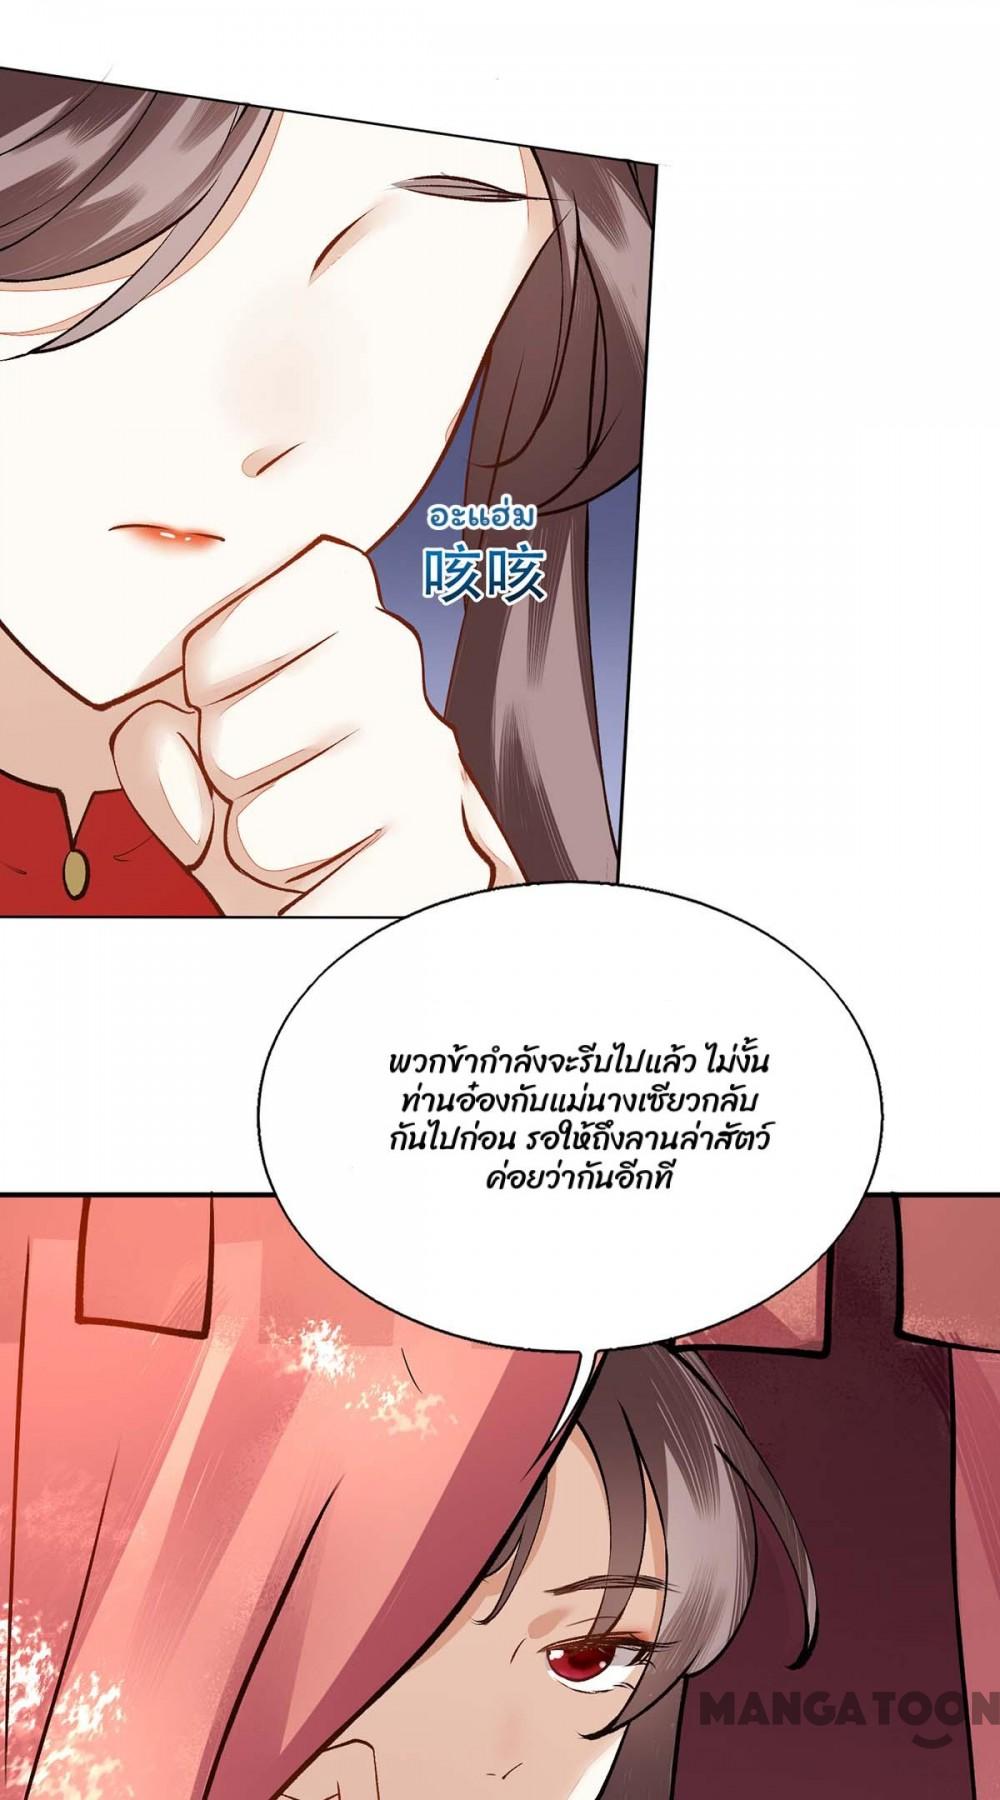 อะแฮ่ม
咳咳
พวกข้ากำลังจะรีบไปแล้ว ไม่งั้น
ท่านอ๋องกับแม่นางเซียวกลับ
กันไปก่อน รอให้ถึงลานล่าสัตว์
ค่อยว่ากันอีกที
MANGATOON